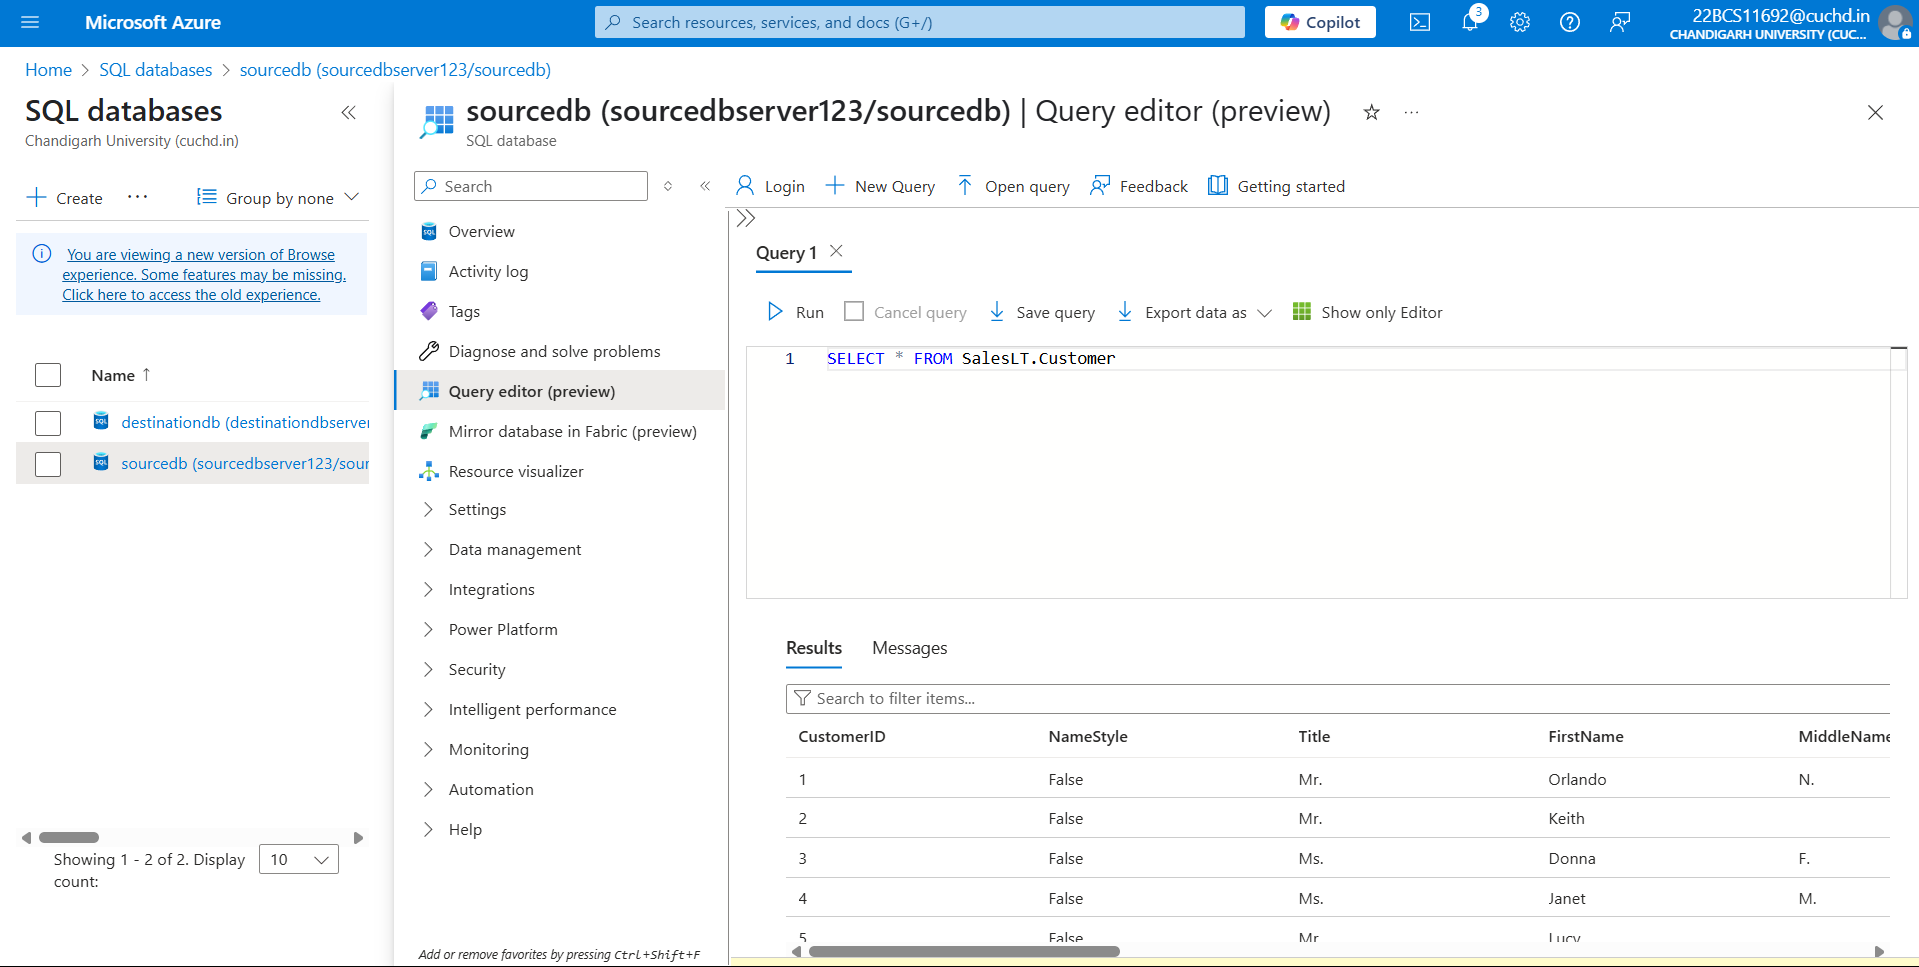 Microsoft Azure
Search resources, services, and docs (G+/)
Copilot
3
22BCS11692@cuchd.in
CHANDIGARH UNIVERSITY (CUC...
Home > SQL databases > sourcedb (sourcedbserver123/sourcedb)
SQL databases
Chandigarh University (cuchd.in)
Create
Group by none
You are viewing a new version of Browse
experience. Some features may be missing.
Click here to access the old experience.
Name ↑
destinationdb (destinationdbserver
sourcedb (sourcedbserver123/sour
Showing 1 - 2 of 2. Display
count:
10
sourcedb (sourcedbserver123/sourcedb) | Query editor (preview)
SQL database
Search
Overview
Activity log
Tags
Diagnose and solve problems
Query editor (preview)
Mirror database in Fabric (preview)
Resource visualizer
Settings
Data management
Integrations
Power Platform
Security
Intelligent performance
Monitoring
Automation
Help
Add or remove favorites by pressing Ctrl+Shift+F
Login
New Query
Open query
Feedback
Getting started
Query 1
Run
Cancel query
Save query
Export data as
Show only Editor
1 SELECT * FROM SalesLT.Customer
Results
Messages
Search to filter items...
CustomerID NameStyle Title FirstName MiddleName
1 False Mr. Orlando N.
2 False Mr. Keith
3 False Ms. Donna F.
4 False Ms. Janet M.
5 False Mr. Lucy